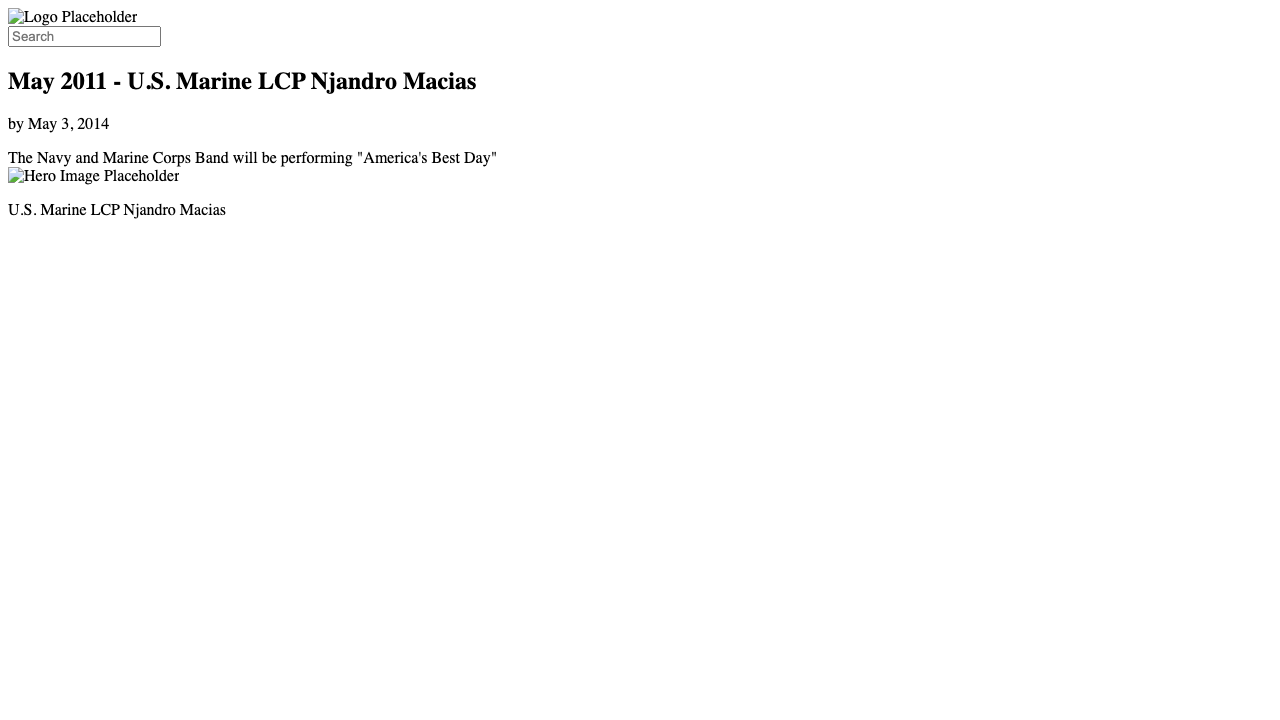 Logo Placeholder
Search
May 2011 - U.S. Marine LCP Njandro Macias
by May 3, 2014
The Navy and Marine Corps Band will be performing "America's Best Day"
Hero Image Placeholder
U.S. Marine LCP Njandro Macias